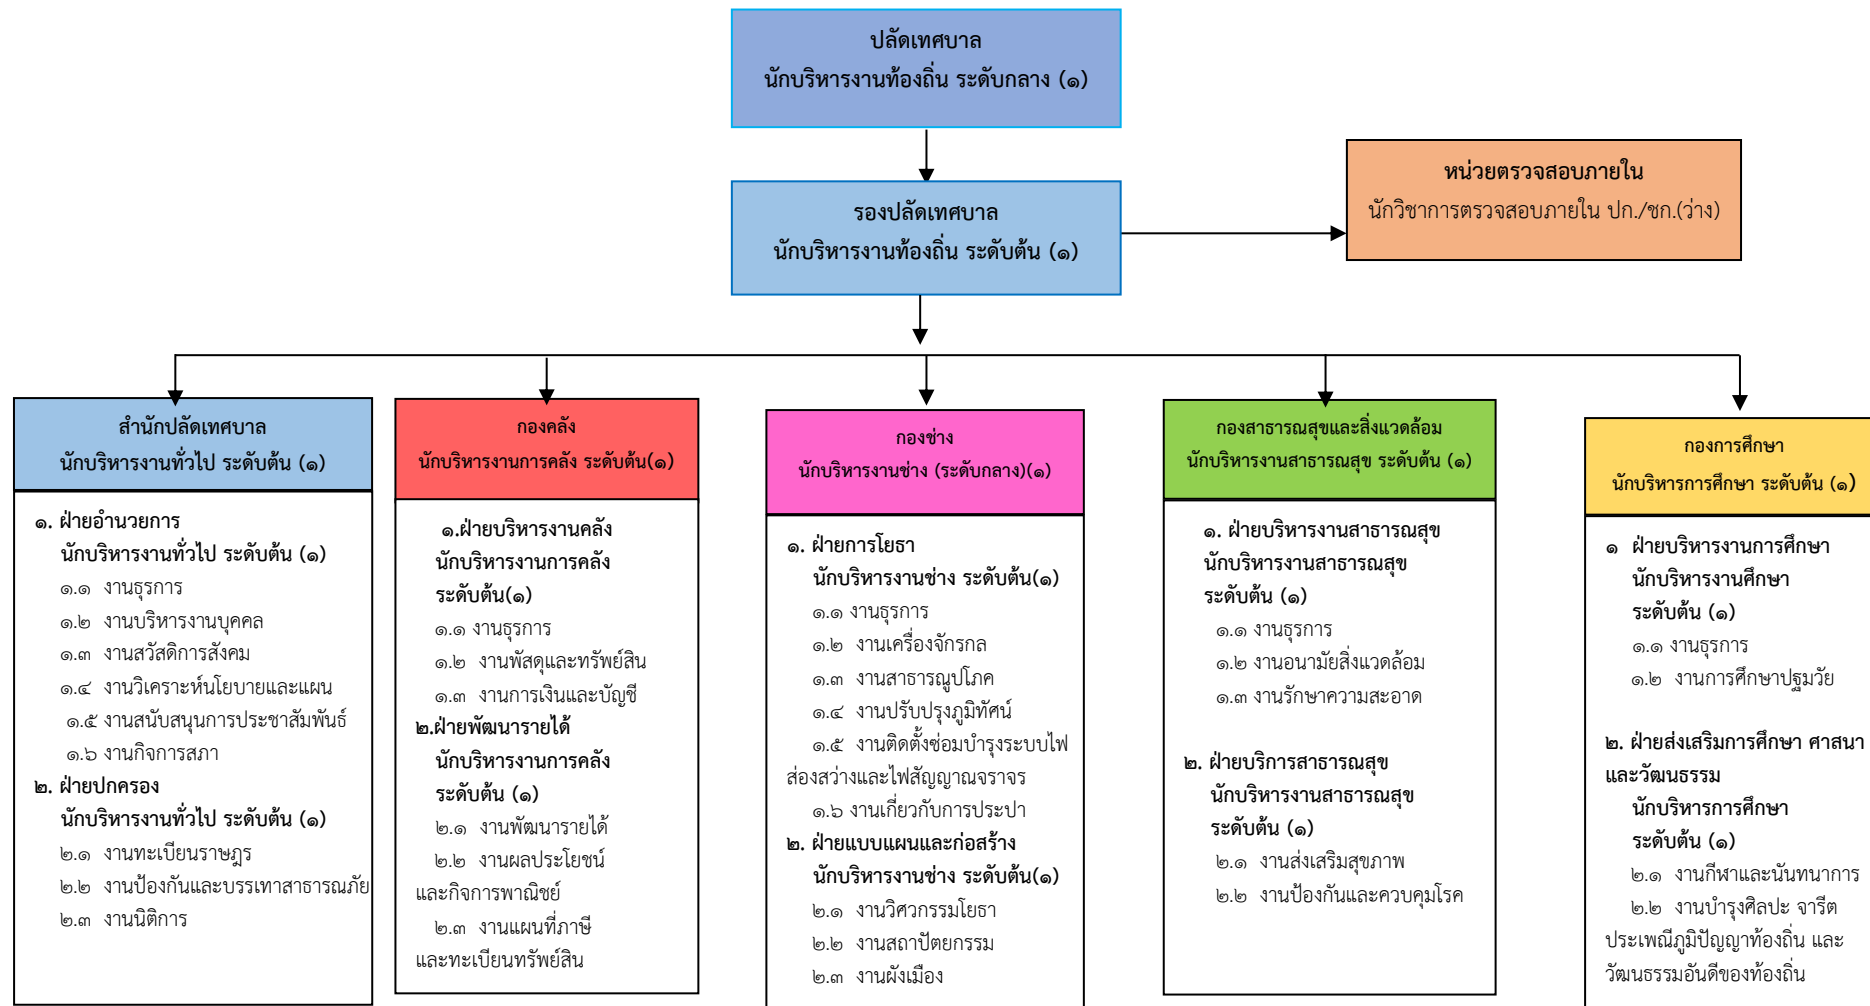 ปลัดเทศบาล
นักบริหารงานท้องถิ่น ระดับกลาง (๑)
รองปลัดเทศบาล
นักบริหารงานท้องถิ่น ระดับต้น (๑)
หน่วยตรวจสอบภายใน
นักวิชาการตรวจสอบภายใน ปก./ชก.(ว่าง)
สำนักปลัดเทศบาล
นักบริหารงานทั่วไป ระดับต้น (๑)
๑. ฝ่ายอำนวยการ
นักบริหารงานทั่วไป ระดับต้น (๑)
๑.๑ งานธุรการ
๑.๒ งานบริหารงานบุคคล
๑.๓ งานสวัสดิการสังคม
๑.๔ งานวิเคราะห์นโยบายและแผน
๑.๕ งานสนับสนุนการประชาสัมพันธ์
๑.๖ งานกิจการสภา
๒. ฝ่ายปกครอง
นักบริหารงานทั่วไป ระดับต้น (๑)
๒.๑ งานทะเบียนราษฎร
๒.๒ งานป้องกันและบรรเทาสาธารณภัย
๒.๓ งานนิติการ
กองคลัง
นักบริหารงานการคลัง ระดับต้น(๑)
๑.ฝ่ายบริหารงานคลัง
นักบริหารงานการคลัง
ระดับต้น(๑)
๑.๑ งานธุรการ
๑.๒ งานพัสดุและทรัพย์สิน
๑.๓ งานการเงินและบัญชี
๒.ฝ่ายพัฒนารายได้
นักบริหารงานการคลัง
ระดับต้น (๑)
๒.๑ งานพัฒนารายได้
๒.๒ งานผลประโยชน์
และกิจการพาณิชย์
๒.๓ งานแผนที่ภาษี
และทะเบียนทรัพย์สิน
กองช่าง
นักบริหารงานช่าง (ระดับกลาง)(๑)
๑. ฝ่ายการโยธา
นักบริหารงานช่าง ระดับต้น(๑)
๑.๑ งานธุรการ
๑.๒ งานเครื่องจักรกล
๑.๓ งานสาธารณูปโภค
๑.๔ งานปรับปรุงภูมิทัศน์
๑.๕ งานติดตั้งซ่อมบำรุงระบบไฟ
ส่องสว่างและไฟสัญญาณจราจร
๑.๖ งานเกี่ยวกับการประปา
๒. ฝ่ายแบบแผนและก่อสร้าง
นักบริหารงานช่าง ระดับต้น(๑)
๒.๑ งานวิศวกรรมโยธา
๒.๒ งานสถาปัตยกรรม
๒.๓ งานผังเมือง
กองสาธารณสุขและสิ่งแวดล้อม
นักบริหารงานสาธารณสุข ระดับต้น (๑)
๑. ฝ่ายบริหารงานสาธารณสุข
นักบริหารงานสาธารณสุข
ระดับต้น (๑)
๑.๑ งานธุรการ
๑.๒ งานอนามัยสิ่งแวดล้อม
๑.๓ งานรักษาความสะอาด
๒. ฝ่ายบริการสาธารณสุข
นักบริหารงานสาธารณสุข
ระดับต้น (๑)
๒.๑ งานส่งเสริมสุขภาพ
๒.๒ งานป้องกันและควบคุมโรค
กองการศึกษา
นักบริหารการศึกษา ระดับต้น (๑)
๑ ฝ่ายบริหารงานการศึกษา
นักบริหารงานศึกษา
ระดับต้น (๑)
๑.๑ งานธุรการ
๑.๒ งานการศึกษาปฐมวัย
๒. ฝ่ายส่งเสริมการศึกษา ศาสนา
และวัฒนธรรม
นักบริหารการศึกษา
ระดับต้น (๑)
๒.๑ งานกีฬาและนันทนาการ
๒.๒ งานบำรุงศิลปะ จารีต
ประเพณีภูมิปัญญาท้องถิ่น และ
วัฒนธรรมอันดีของท้องถิ่น